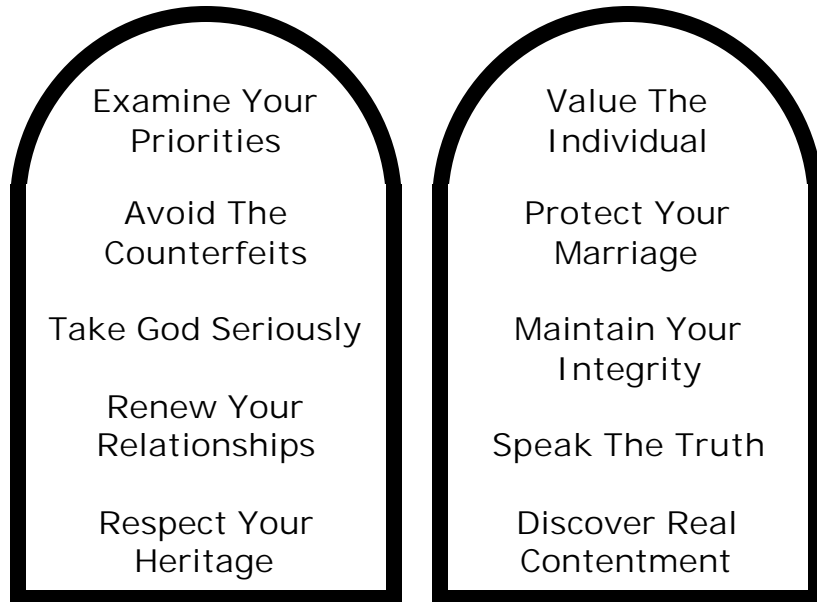 Examine Your
Priorities
Avoid The
Counterfeits
Take God Seriously
Renew Your
Relationships
Respect Your
Heritage
Value The
Individual
Protect Your
Marriage
Maintain Your
Integrity
Speak The Truth
Discover Real
Contentment